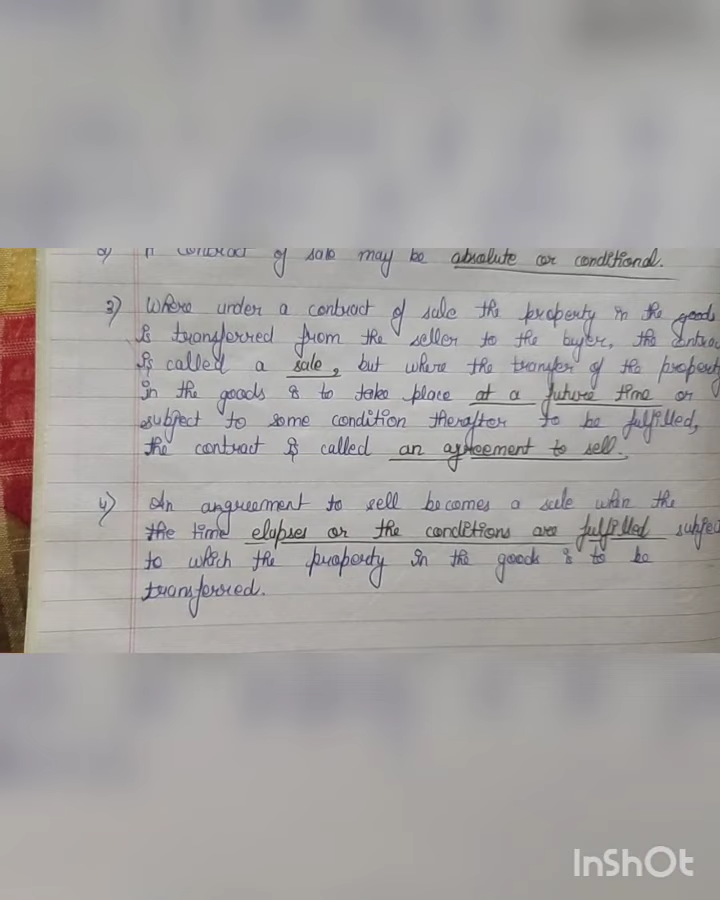 2) A contract of sale may be absolute or conditional.
3) Where under a contract of sale the property in the goods
is transferred from the seller to the buyer, the contrac
is called a sale, but where the transfer of the property
in the goods is to take place at a future time or
subject to some condition thereafter to be fulfilled,
the contract is called an agreement to sell.
4) An angreement to sell becomes a sale when the
the time elapses or the conditions are fulfilled subjec
to which the property in the goods is to be
transferred.
InShOt